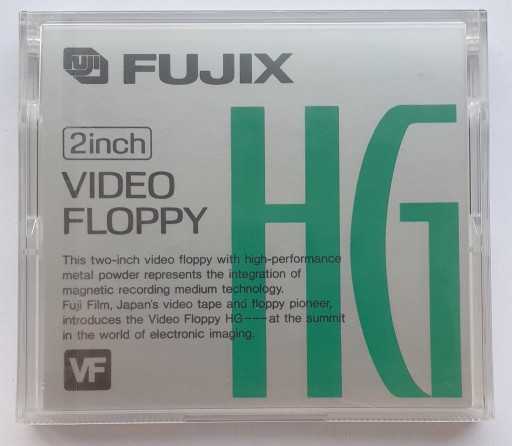 FUJI FUJIX
2inch
VIDEO
FLOPPY
HG
This two-inch video floppy with high-performance
metal powder represents the integration of
magnetic recording medium technology.
Fuji Film, Japan's video tape and floppy pioneer,
introduces the Video Floppy HG---at the summit
in the world of electronic imaging.
VF